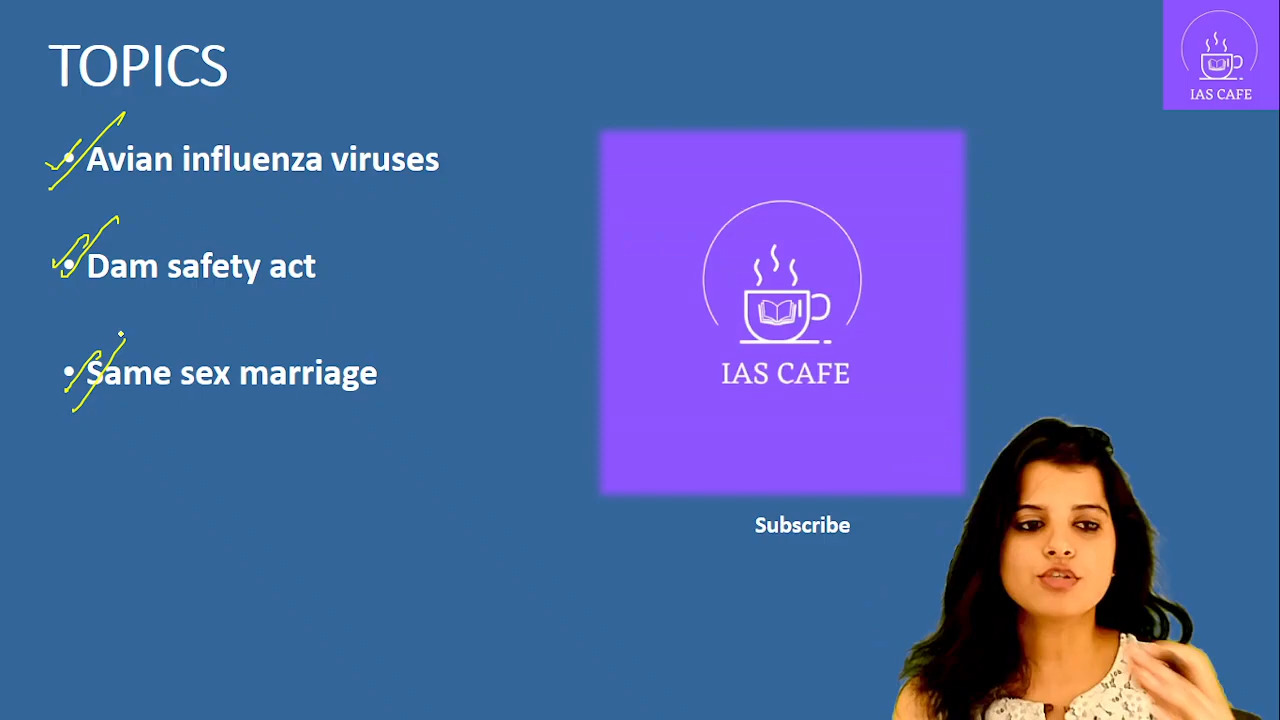 TOPICS
IAS CAFE
• Avian influenza viruses
• Dam safety act
• Same sex marriage
IAS CAFE
Subscribe